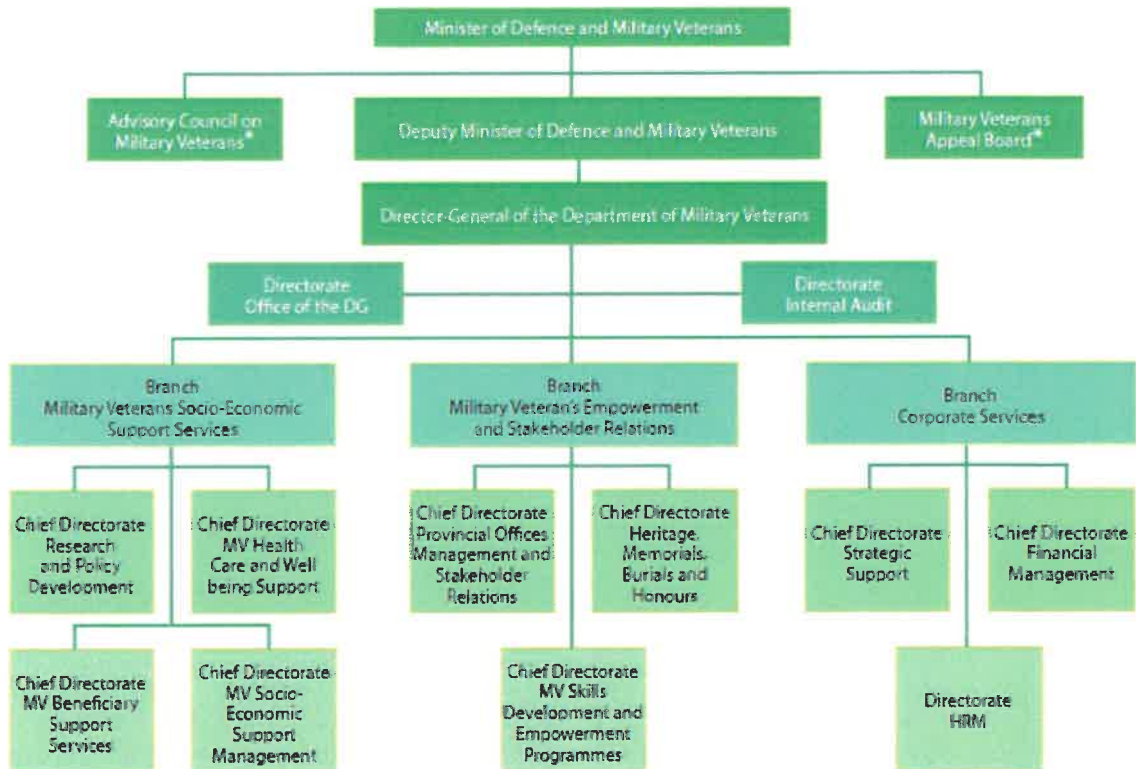 Minister of Defence and Military Veterans
Advisory Council on
Military Veterans*
Deputy Minister of Defence and Military Veterans
Military Veterans
Appeal Board*
Director-General of the Department of Military Veterans
Directorate
Office of the DG
Directorate
Internal Audit
Branch
Military Veterans Socio-Economic
Support Services
Branch
Military Veteran's Empowerment
and Stakeholder Relations
Branch
Corporate Services
Chief Directorate
Research
and Policy
Development
Chief Directorate
MV Health
Care and Well
being Support
Chief Directorate
Provincial Offices
Management and
Stakeholder
Relations
Chief Directorate
Heritage,
Memorials,
Burials and
Honours
Chief Directorate
Strategic
Support
Chief Directorate
Financial
Management
Chief Directorate
MV Beneficiary
Support
Services
Chief Directorate
MV Socio-
Economic
Support
Management
Chief Directorate
MV Skills
Development and
Empowerment
Programmes
Directorate
HRM